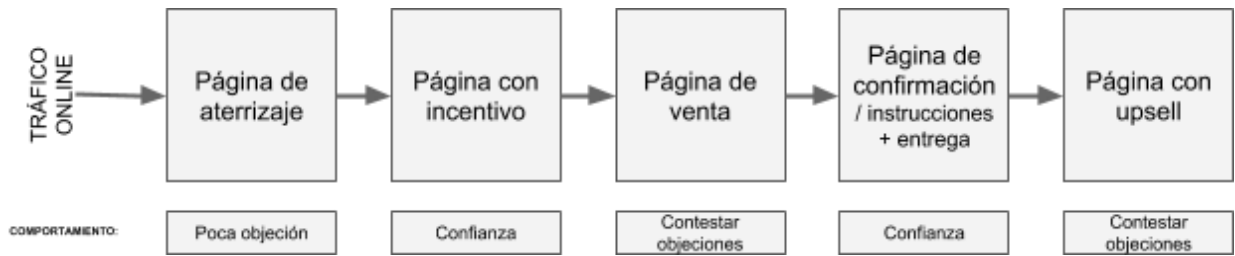 TRÁFICO
ONLINE
Página de
aterrizaje
Página con
incentivo
Página de
venta
Página de
confirmación
/ instrucciones
+ entrega
Página con
upsell
COMPORTAMIENTO:
Poca objeción
Confianza
Contestar
objeciones
Confianza
Contestar
objeciones